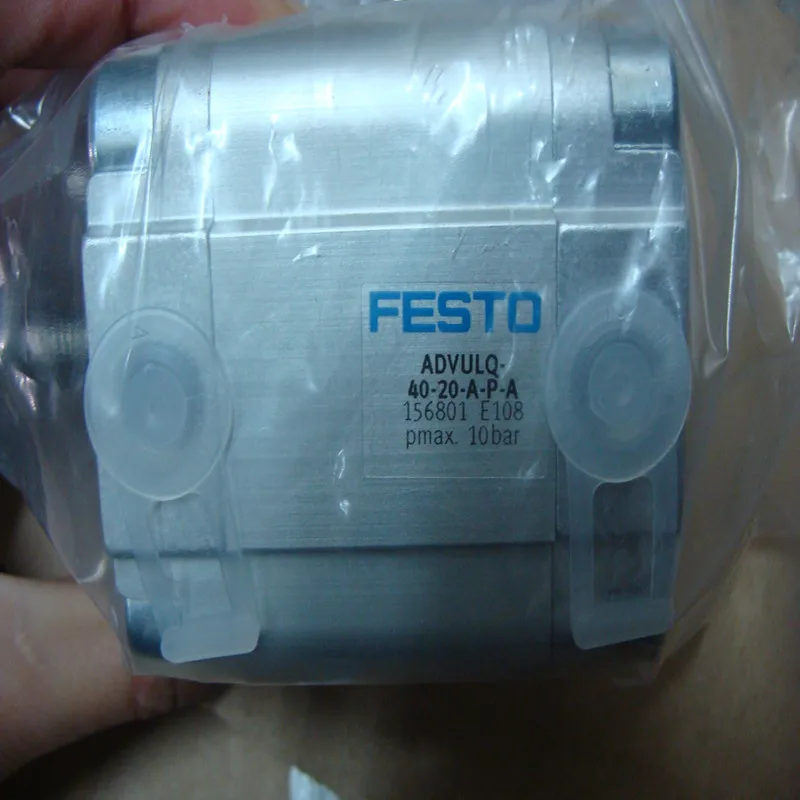 FESTO
ADVULQ-
40-20-A-P-A
156801 E108
pmax. 10bar